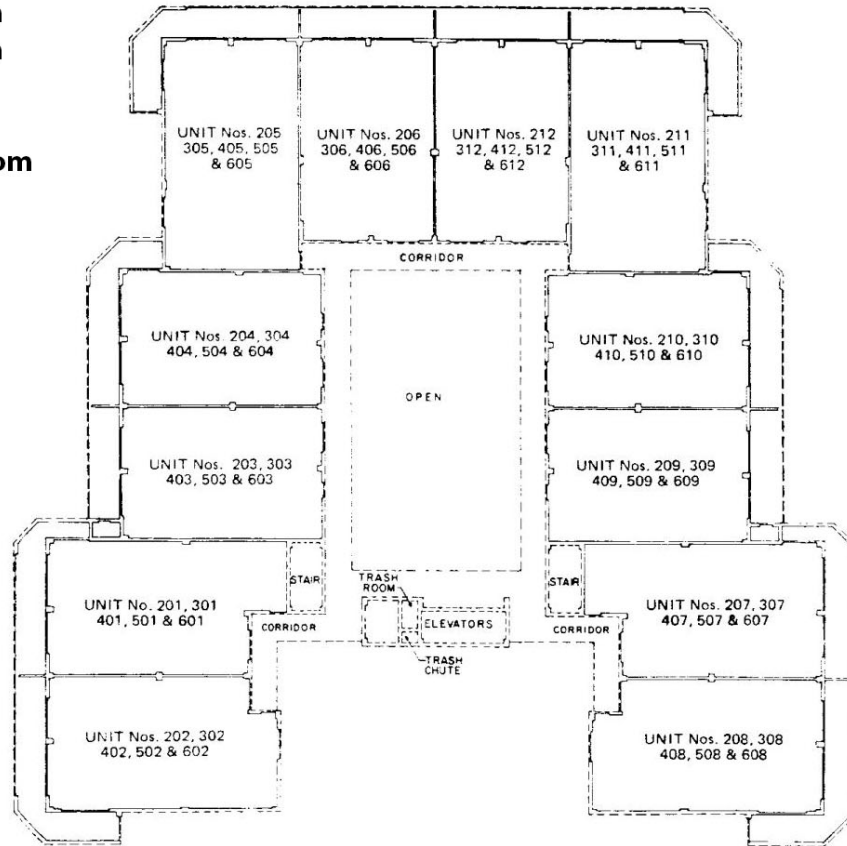 om
UNIT Nos. 205
305, 405, 505
& 605
UNIT Nos. 206
306, 406, 506
& 606
UNIT Nos. 212
312, 412, 512
& 612
UNIT Nos. 211
311, 411, 511
& 611
CORRIDOR
UNIT Nos. 204, 304
404, 504 & 604
UNIT Nos. 210, 310
410, 510 & 610
OPEN
UNIT Nos. 203, 303
403, 503 & 603
UNIT Nos. 209, 309
409, 509 & 609
STAIR
TRASH
ROOM
STAIR
UNIT No. 201, 301
401, 501 & 601
CORRIDOR
ELEVATORS
CORRIDOR
UNIT Nos. 207, 307
407, 507 & 607
TRASH
CHUTE
UNIT Nos. 202, 302
402, 502 & 602
UNIT Nos. 208, 308
408, 508 & 608